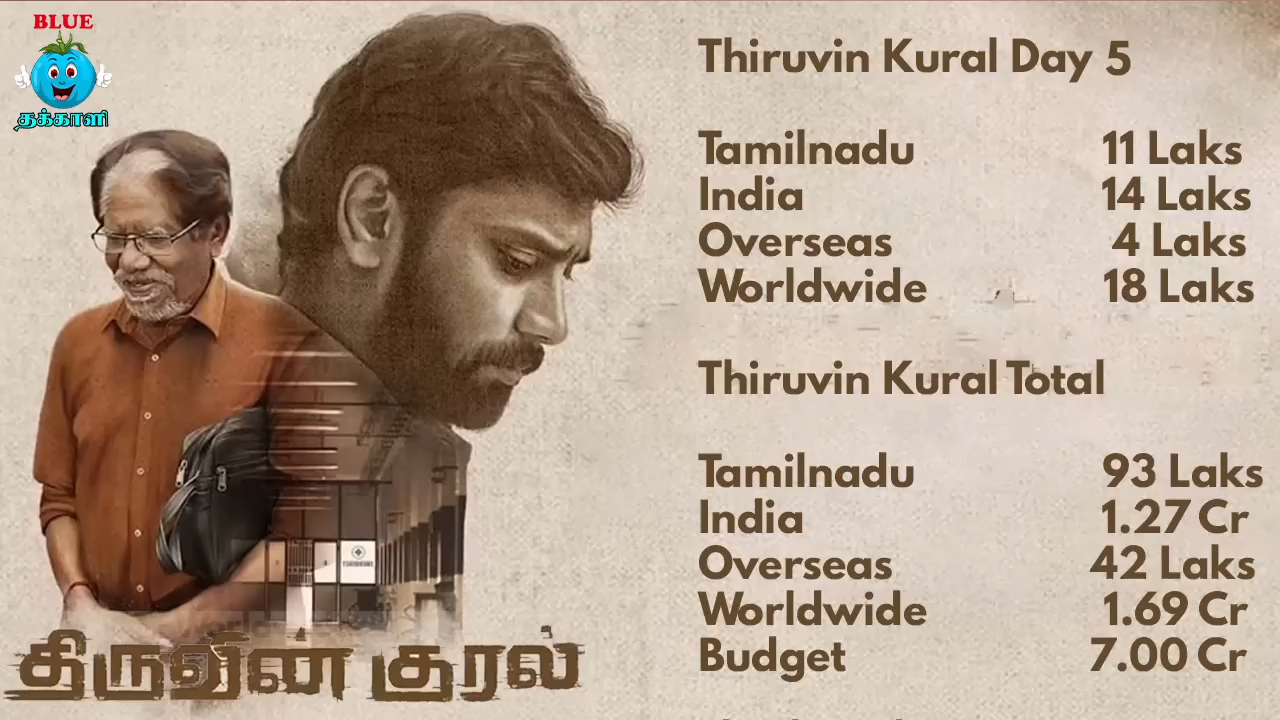 BLUE
தக்காளி
Thiruvin Kural Day 5
Tamilnadu 11 Laks
India 14 Laks
Overseas 4 Laks
Worldwide 18 Laks
Thiruvin Kural Total
Tamilnadu 93 Laks
India 1.27 Cr
Overseas 42 Laks
Worldwide 1.69 Cr
Budget 7.00 Cr
திருவின் குரல்